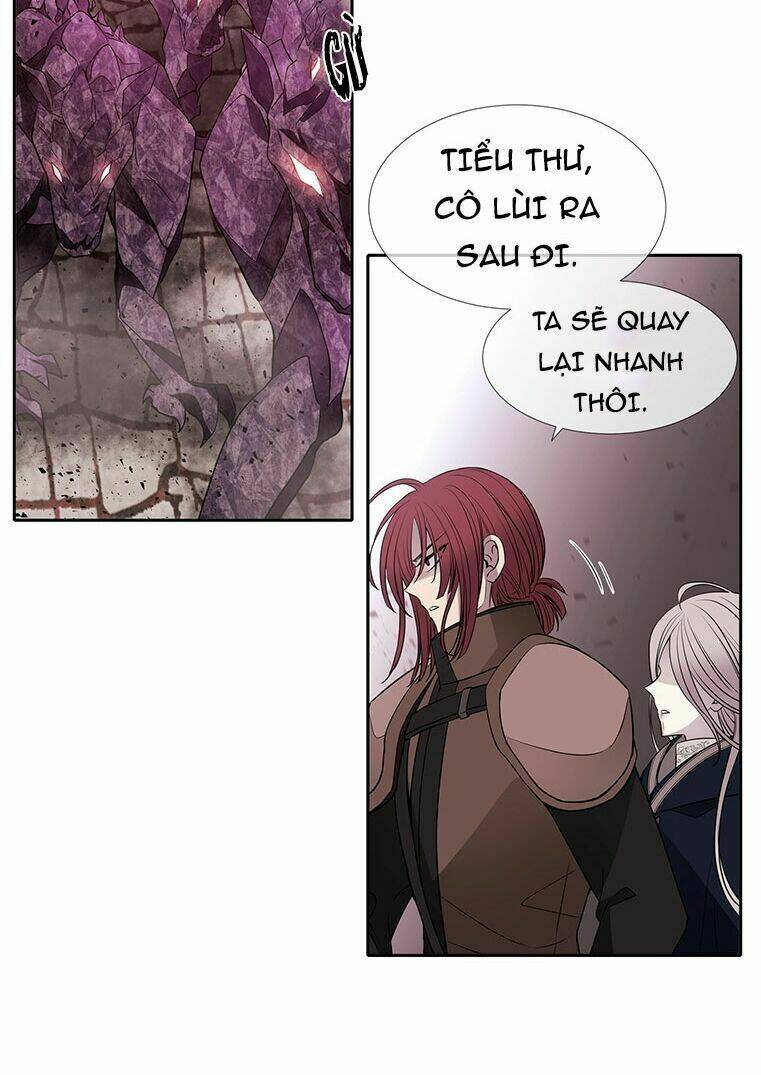 GỪ
TIỂU THƯ,
CÔ LÙI RA
SAU ĐI.
TA SẼ QUAY
LẠI NHANH
THÔI.